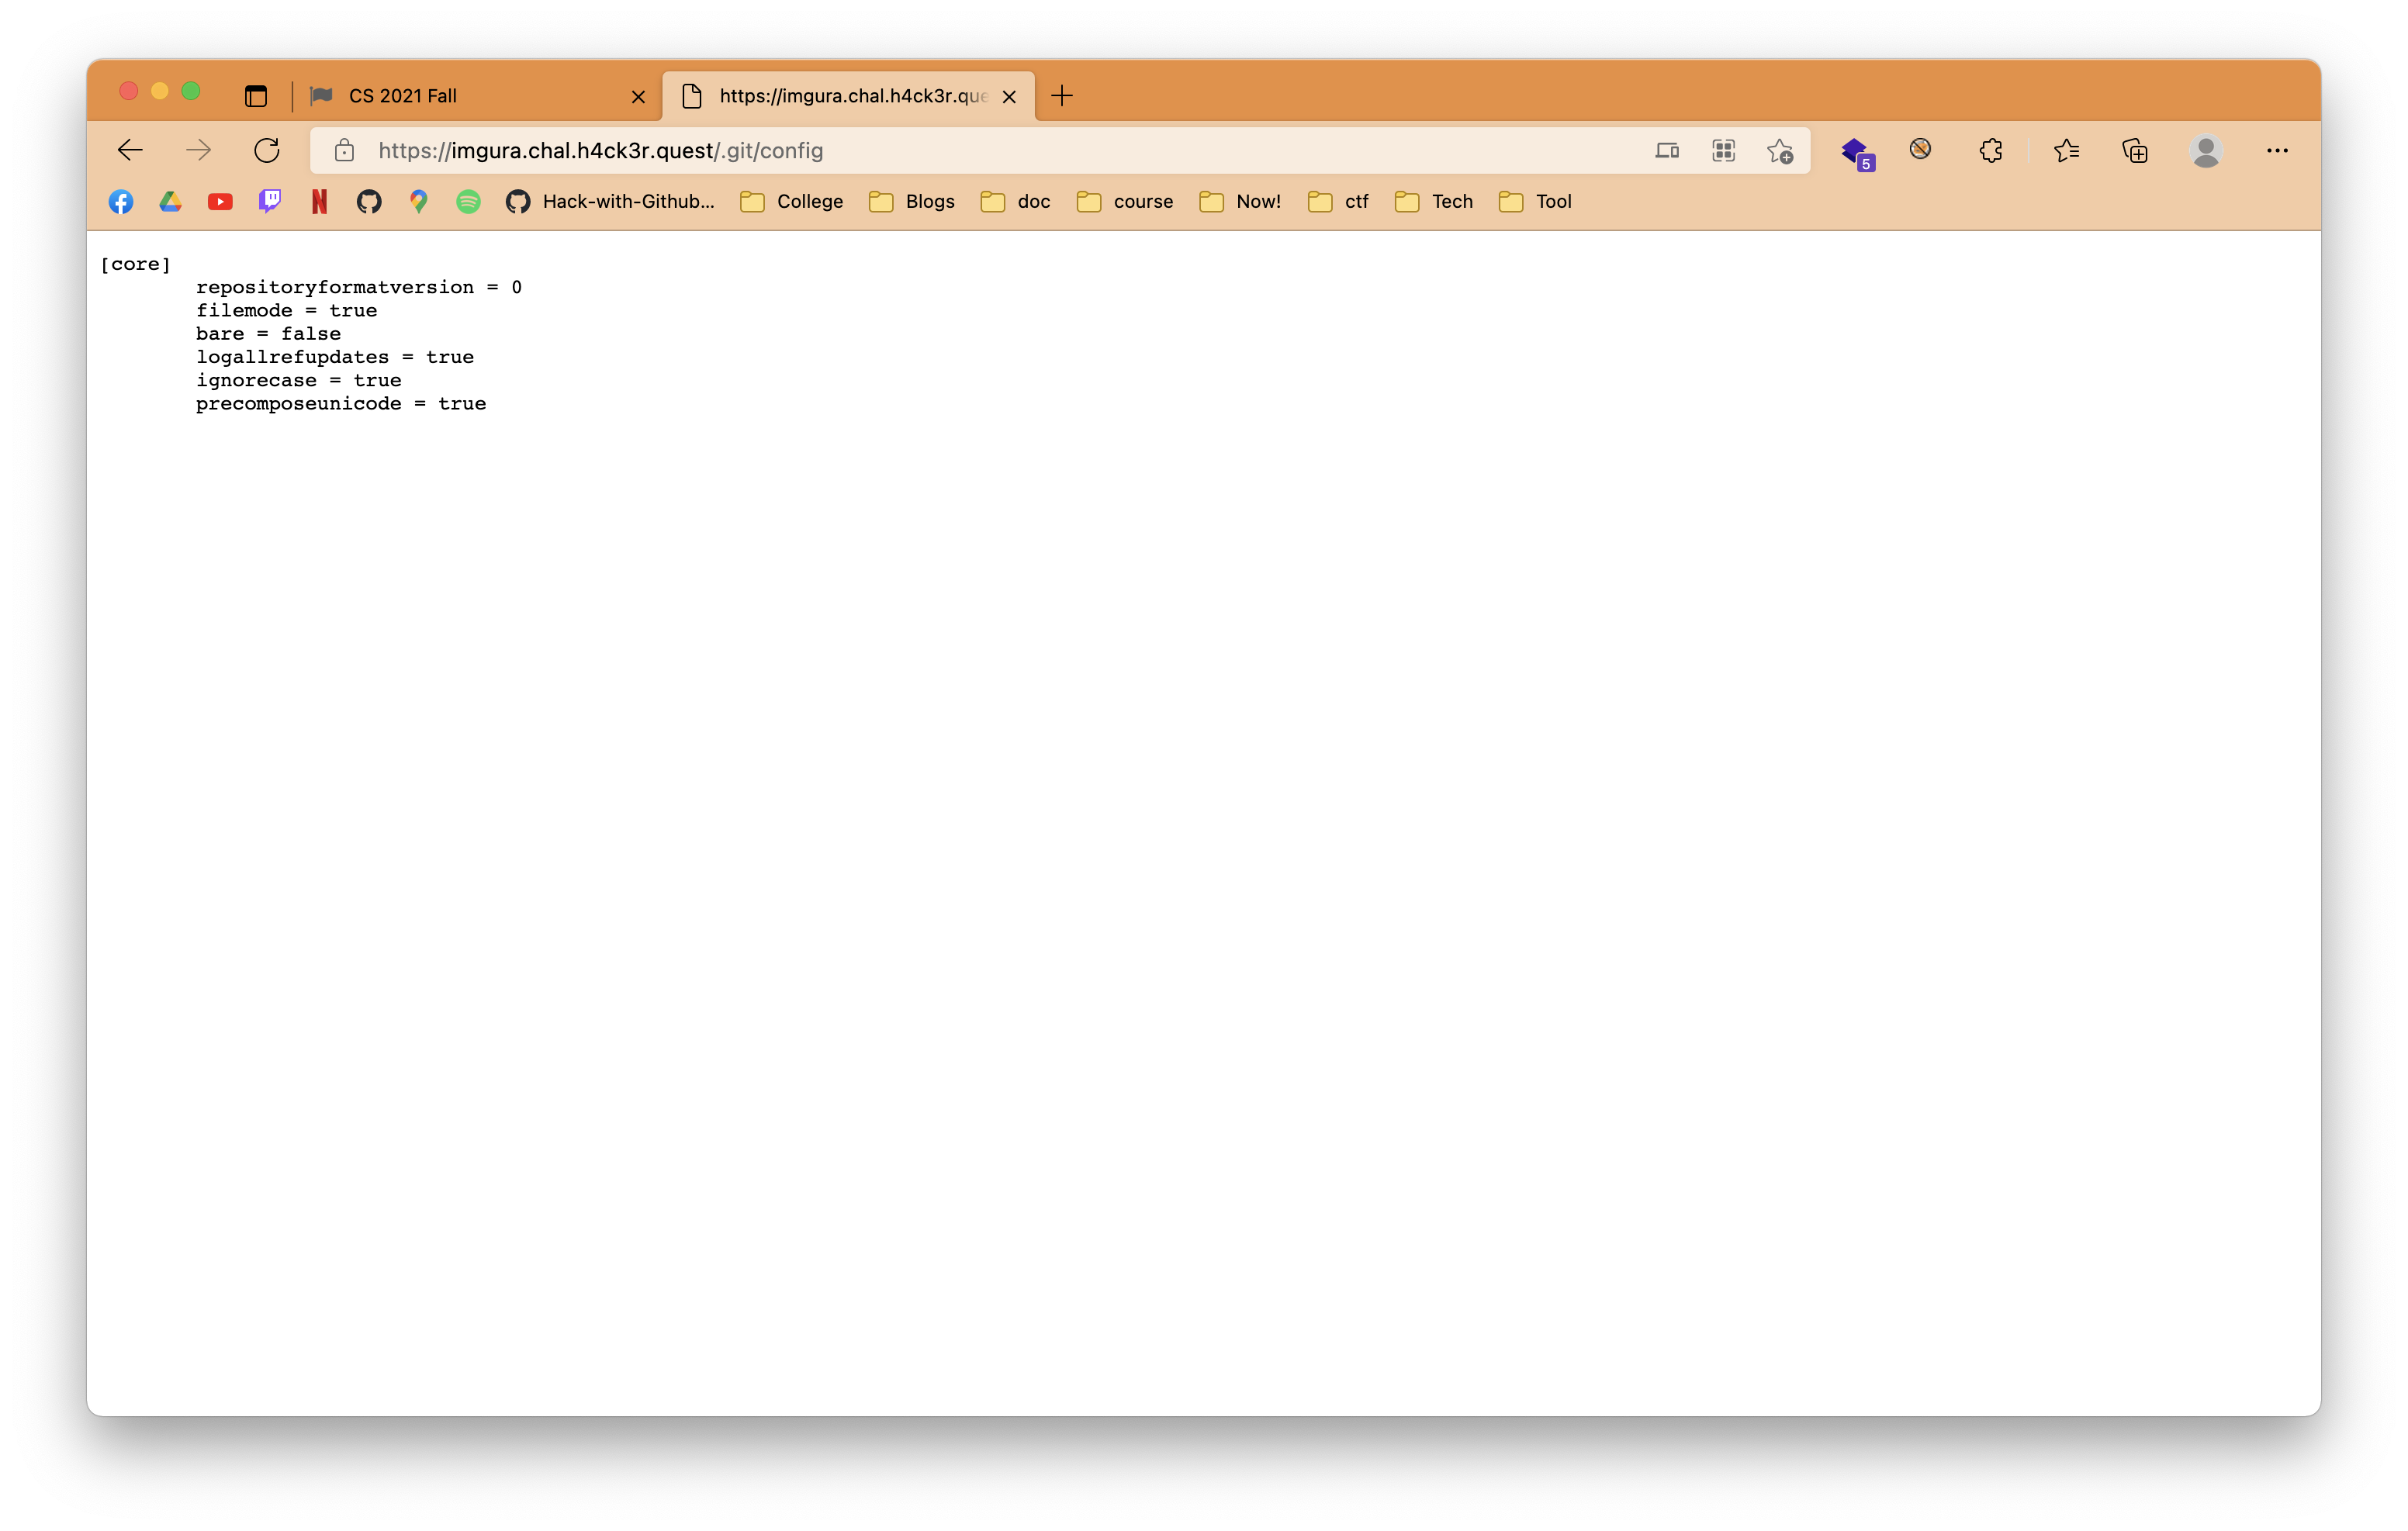 CS 2021 Fall
https://imgura.chal.h4ck3r.que
https://imgura.chal.h4ck3r.quest/.git/config
5
Hack-with-Github... College Blogs doc course Now! ctf Tech Tool
[core]
repositoryformatversion = 0
filemode = true
bare = false
logallrefupdates = true
ignorecase = true
precomposeunicode = true